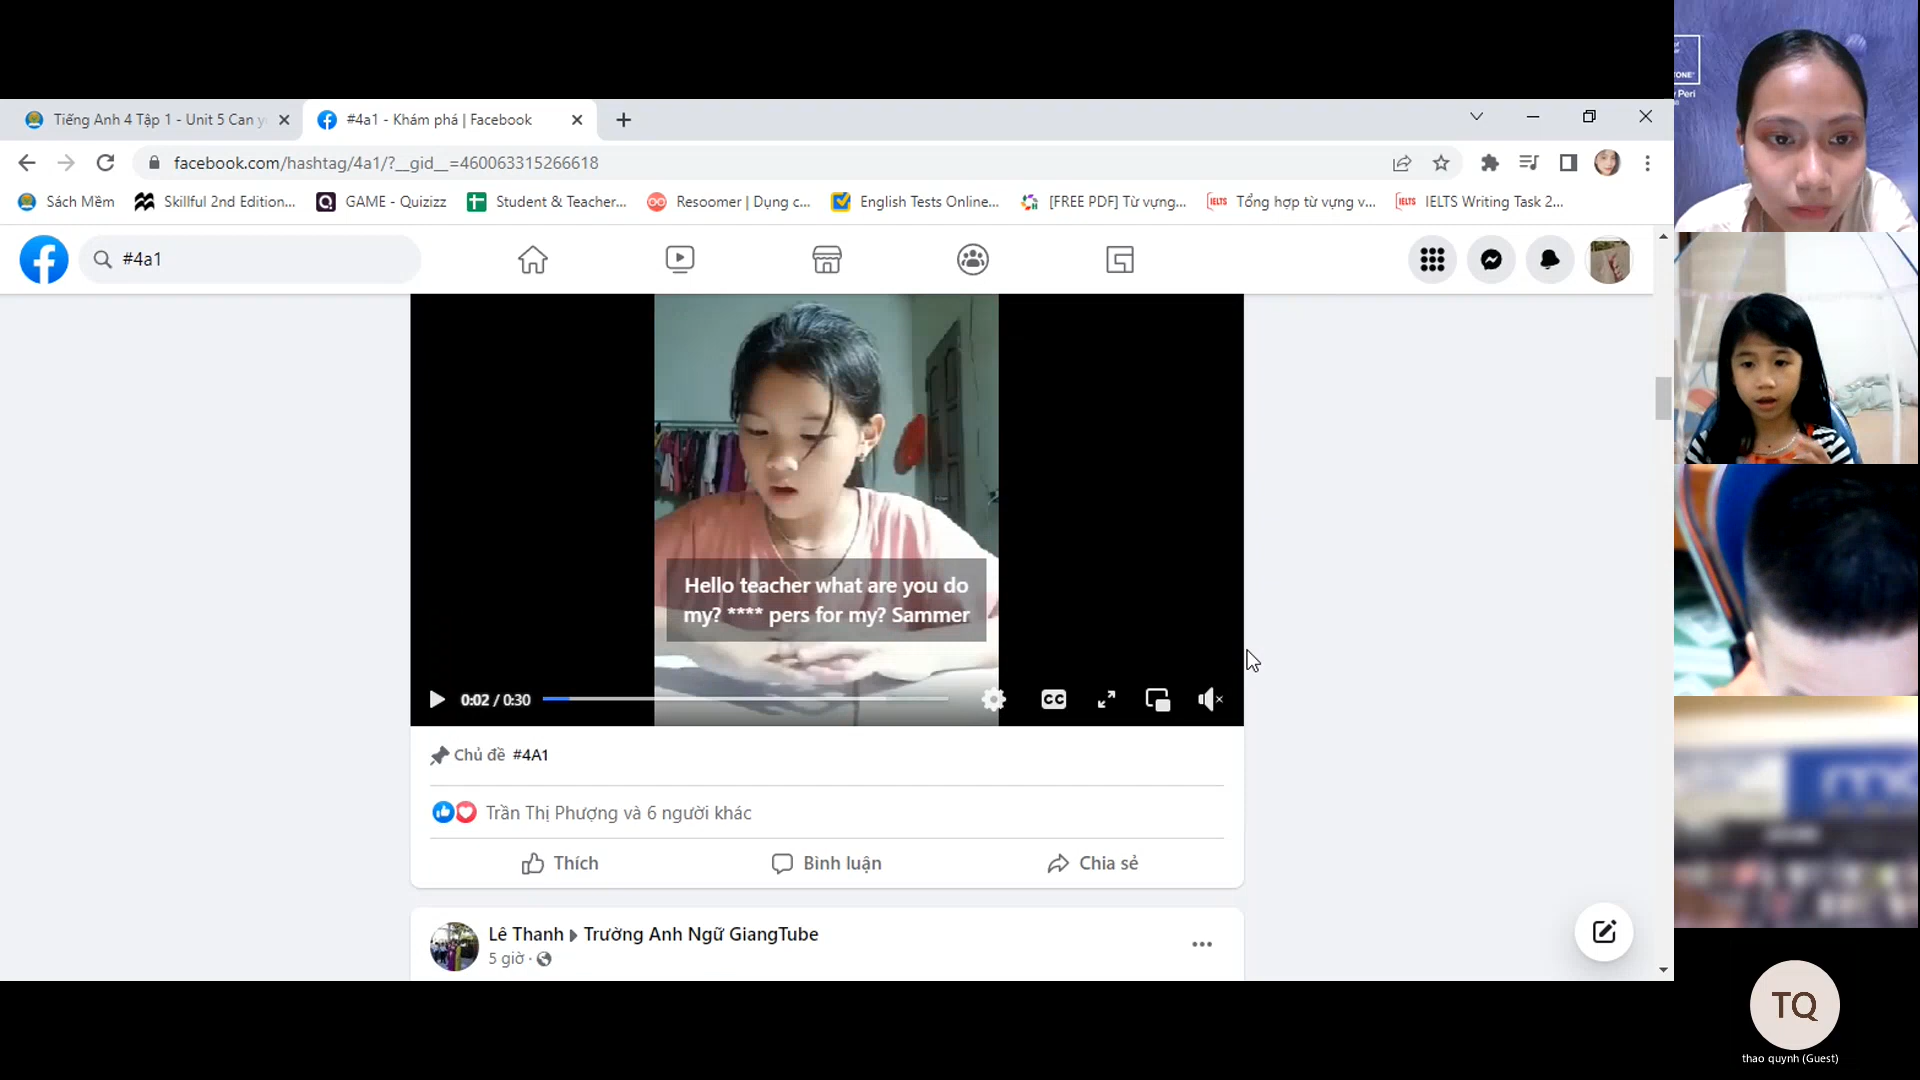 Tiếng Anh 4 Tập 1 - Unit 5 Can y
#4a1 - Khám phá | Facebook
facebook.com/hashtag/4a1/?__gid__=460063315266618
Sách Mềm
Skillful 2nd Edition...
GAME - Quizizz
Student & Teacher...
Resoomer | Dụng c...
English Tests Online...
[FREE PDF] Từ vựng...
IELTS
Tổng hợp từ vựng v...
IELTS
IELTS Writing Task 2...
#4a1
Hello teacher what are you do
my? **** pers for my? Sammer
0:02 / 0:30
CC
Chủ đề #4A1
Trần Thị Phượng và 6 người khác
Thích
Bình luận
Chia sẻ
Lê Thanh Trường Anh Ngữ GiangTube
5 giờ ·
Peri
TQ
thao quynh (Guest)